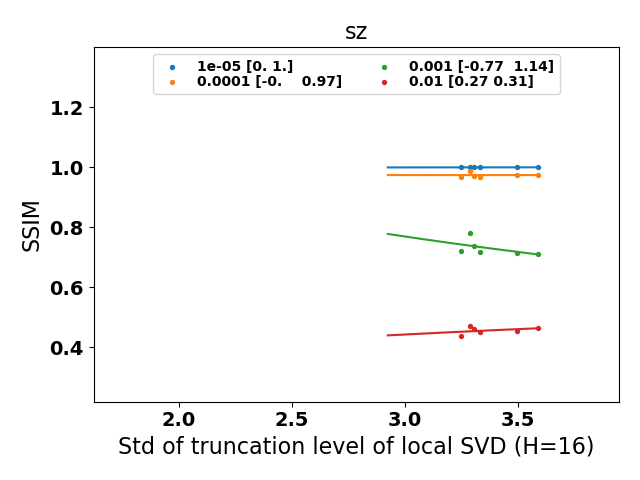 sz
1e-05 [0. 1.]
0.0001 [-0.    0.97]
0.001 [-0.77  1.14]
0.01 [0.27 0.31]
SSIM
1.2
1.0
0.8
0.6
0.4
2.0 2.5 3.0 3.5
Std of truncation level of local SVD (H=16)